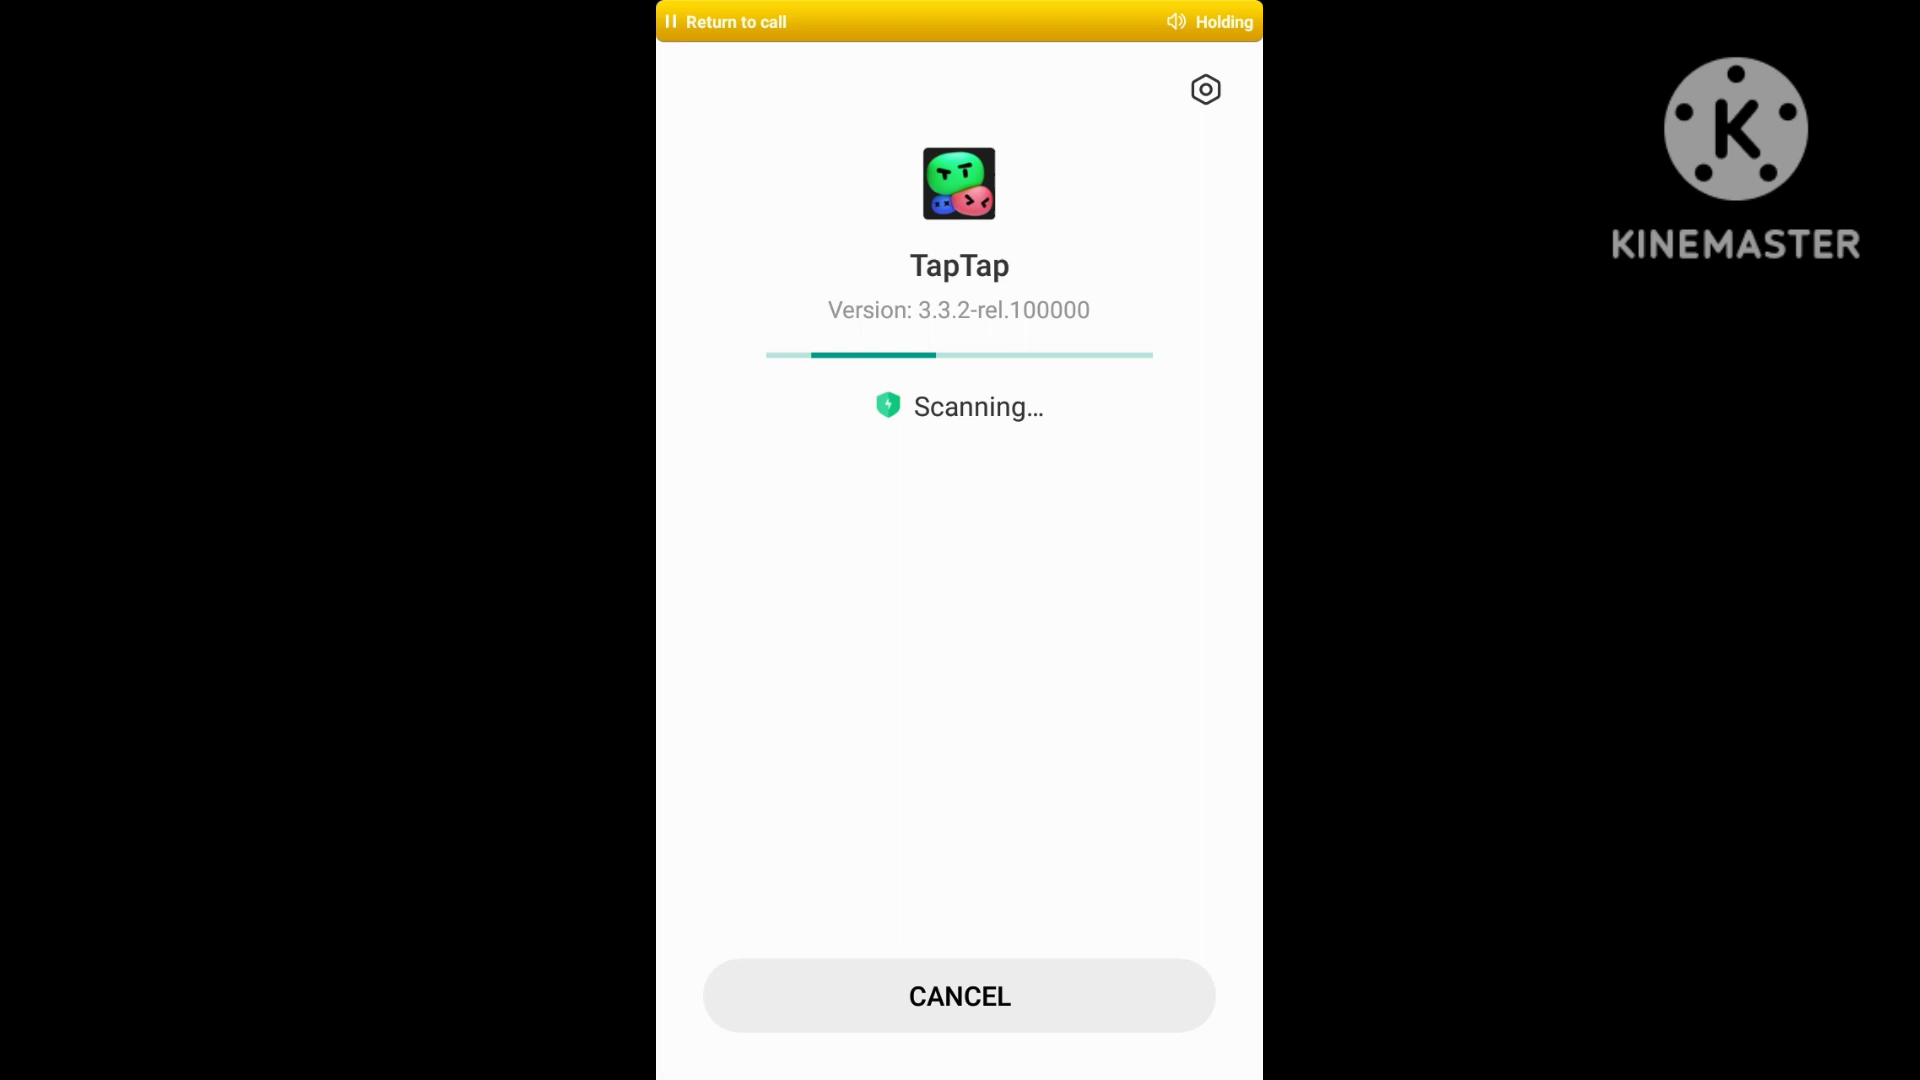 Return to call
Holding
K
KINEMASTER
TapTap
Version: 3.3.2-rel.100000
Scanning...
CANCEL